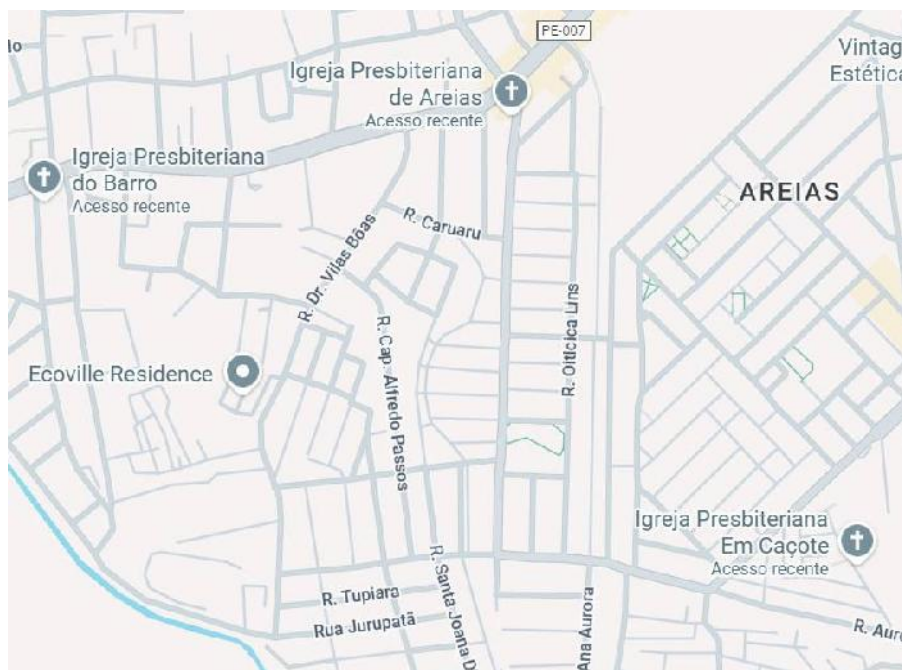 PE-007
lo
Igreja Presbiteriana
de Areias
Acesso recente
Vintag
Estética
Igreja Presbiteriana
do Barro
Acesso recente
AREIAS
R. Caruaru
R. Dr. Vilas Bôas
R. Oiticica Lins
R. Cap. Alfredo Passos
Ecoville Residence
Igreja Presbiteriana
Em Caçote
Acesso recente
R. Santa Joana D
R. Tupiara
Rua Jurupatã
Ana Aurora
R. Auro